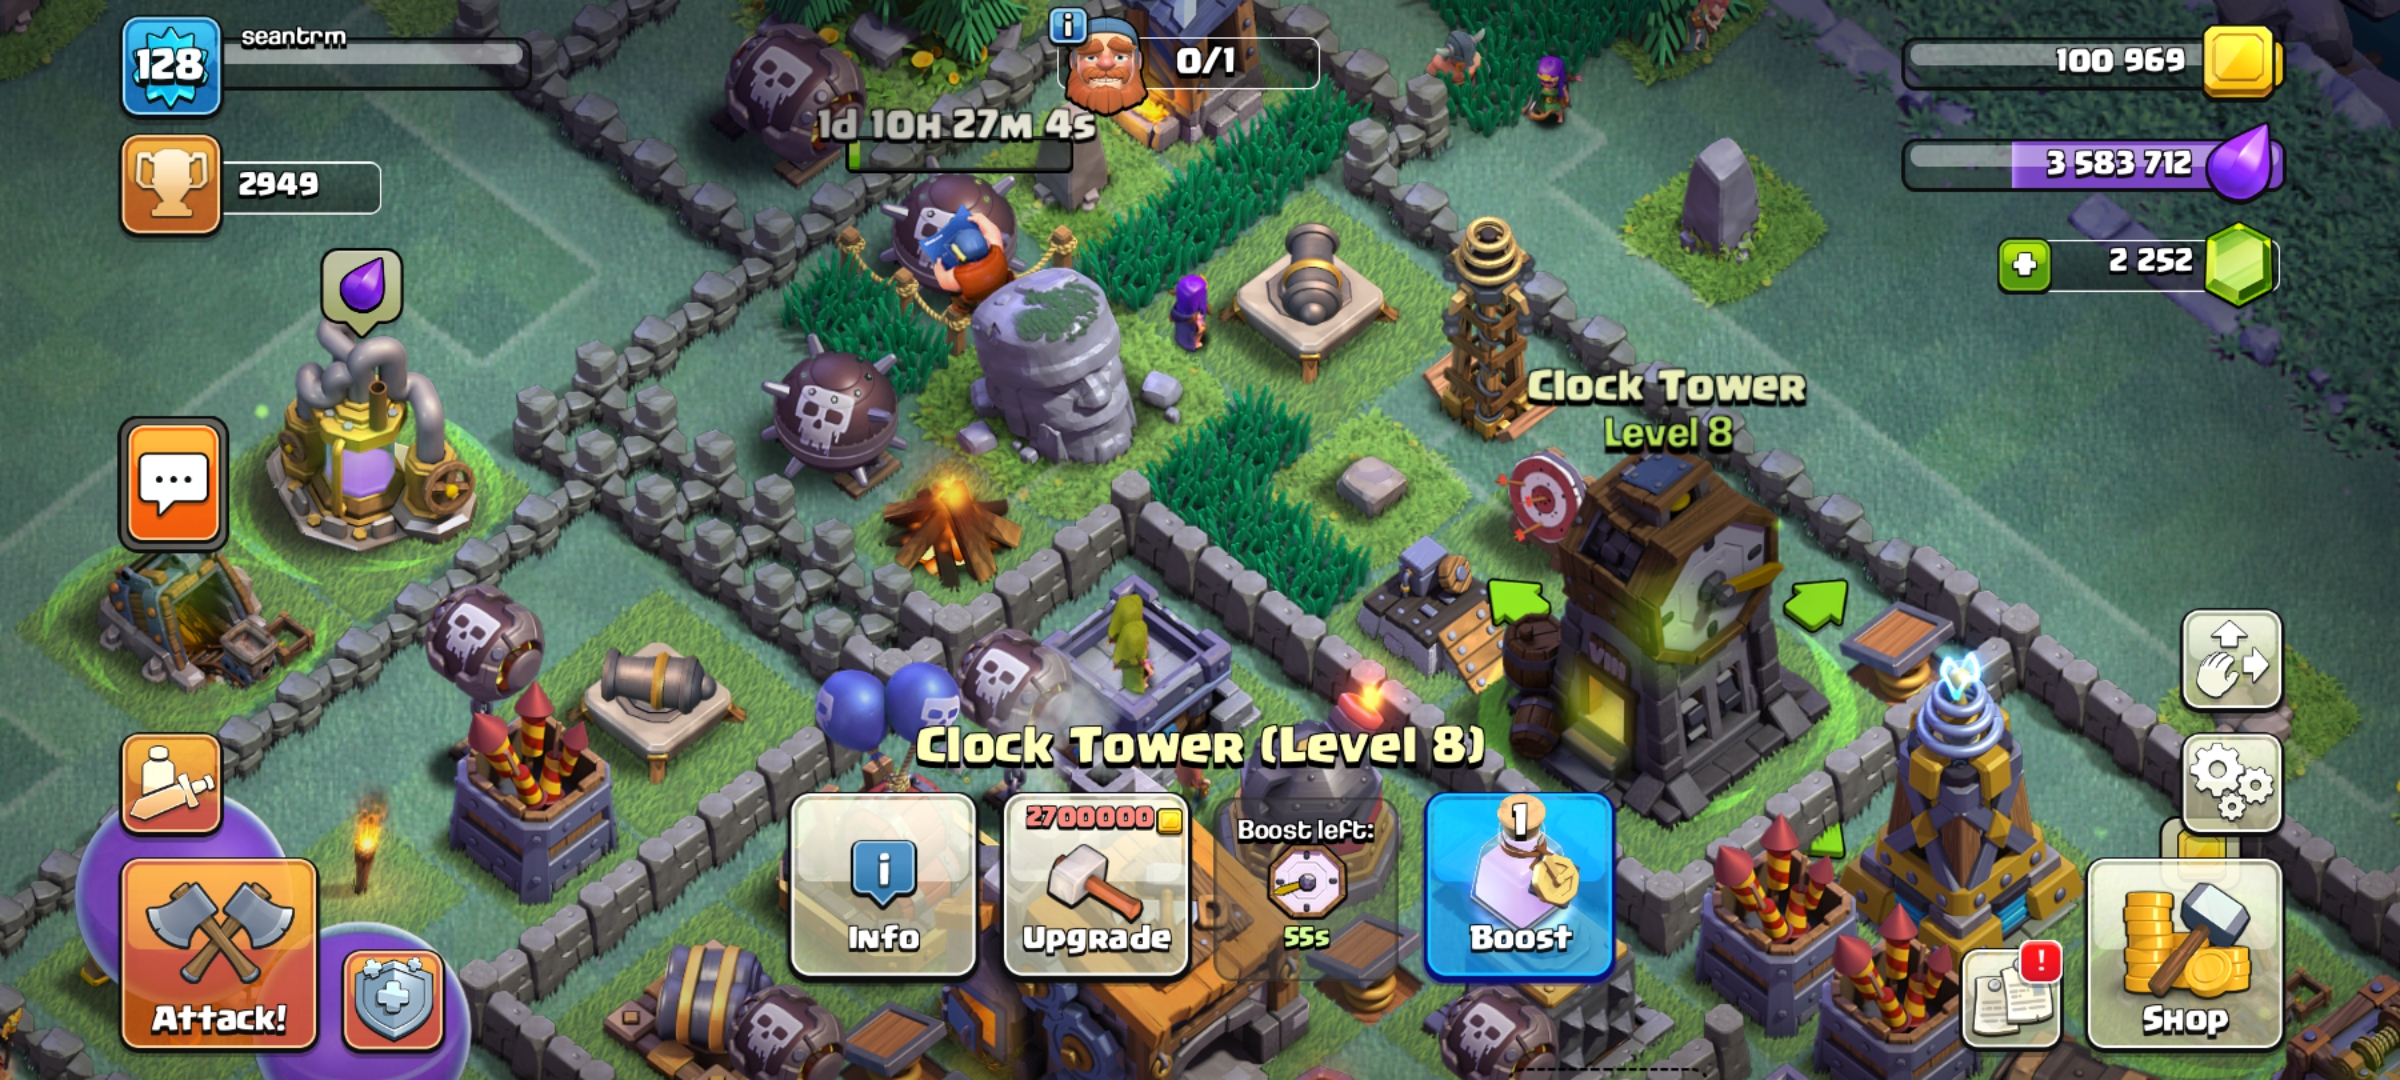 128
seantrm
0/1
100 969
1d 10H 27M 4s
3 583 712
2949
2 252
Clock Tower
Level 8
VIII
Clock Tower (Level 8)
2700000
Boost left:
1
Info
Upgrade
55s
Boost
!
Attack!
Shop